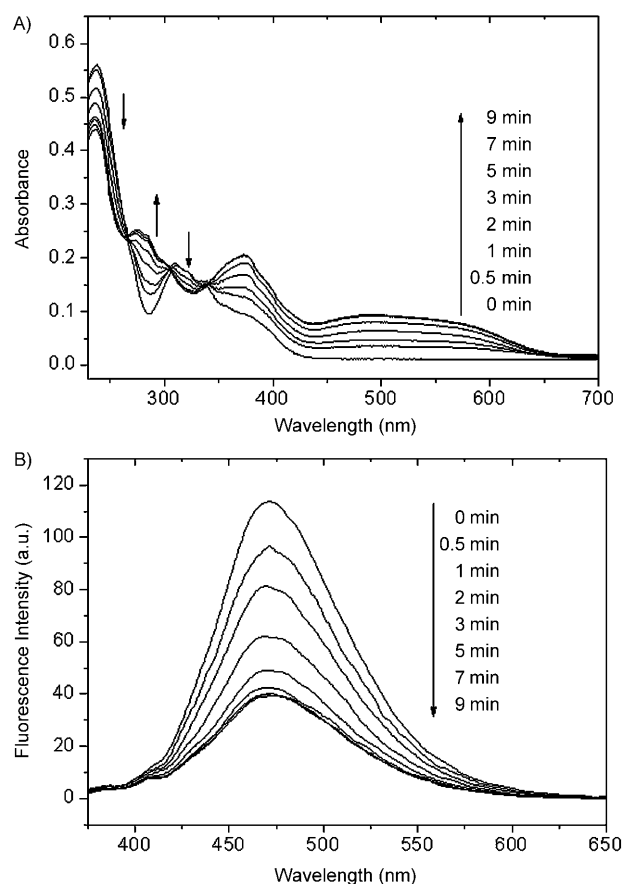 A)
0.6
0.5
0.4
0.3
0.2
0.1
0.0
Absorbance
9 min
7 min
5 min
3 min
2 min
1 min
0.5 min
0 min
300 400 500 600 700
Wavelength (nm)
B)
120
100
80
60
40
20
0
Fluorescence Intensity (a.u.)
0 min
0.5 min
1 min
2 min
3 min
5 min
7 min
9 min
400 450 500 550 600 650
Wavelength (nm)